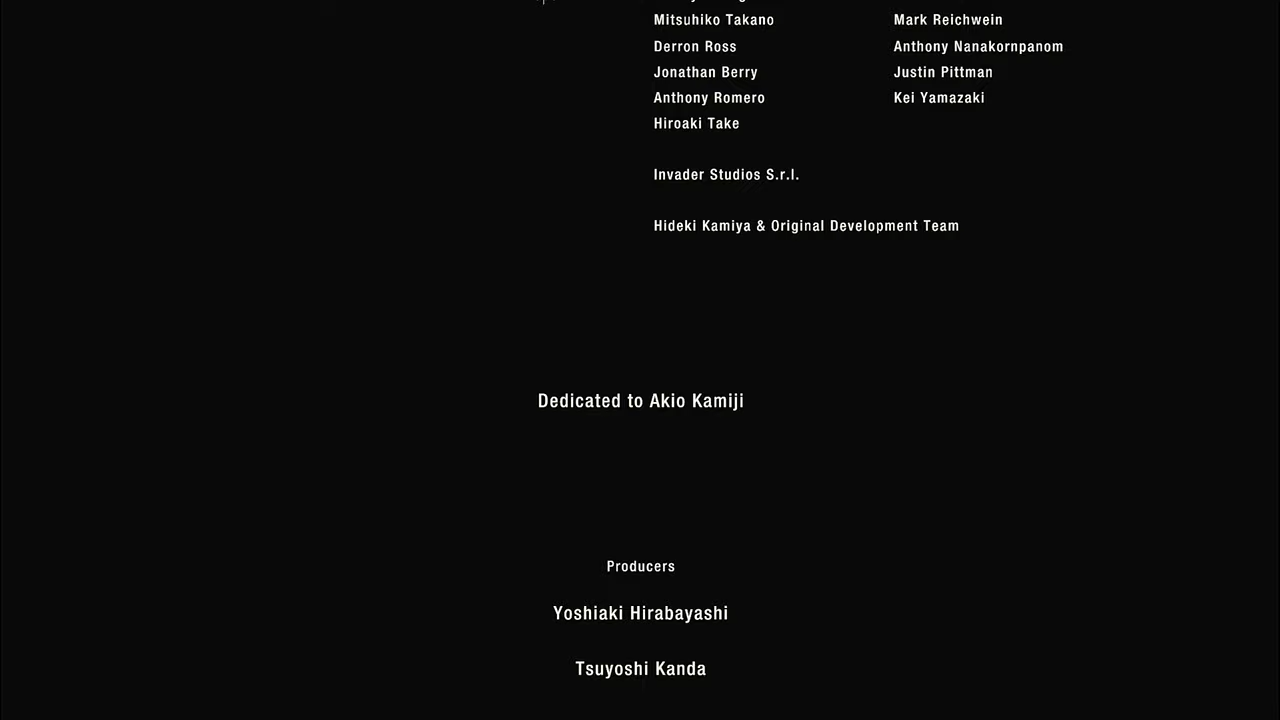 Mitsuhiko Takano Mark Reichwein
Derron Ross Anthony Nanakornpanom
Jonathan Berry Justin Pittman
Anthony Romero Kei Yamazaki
Hiroaki Take
Invader Studios S.r.l.
Hideki Kamiya & Original Development Team
Dedicated to Akio Kamiji
Producers
Yoshiaki Hirabayashi
Tsuyoshi Kanda